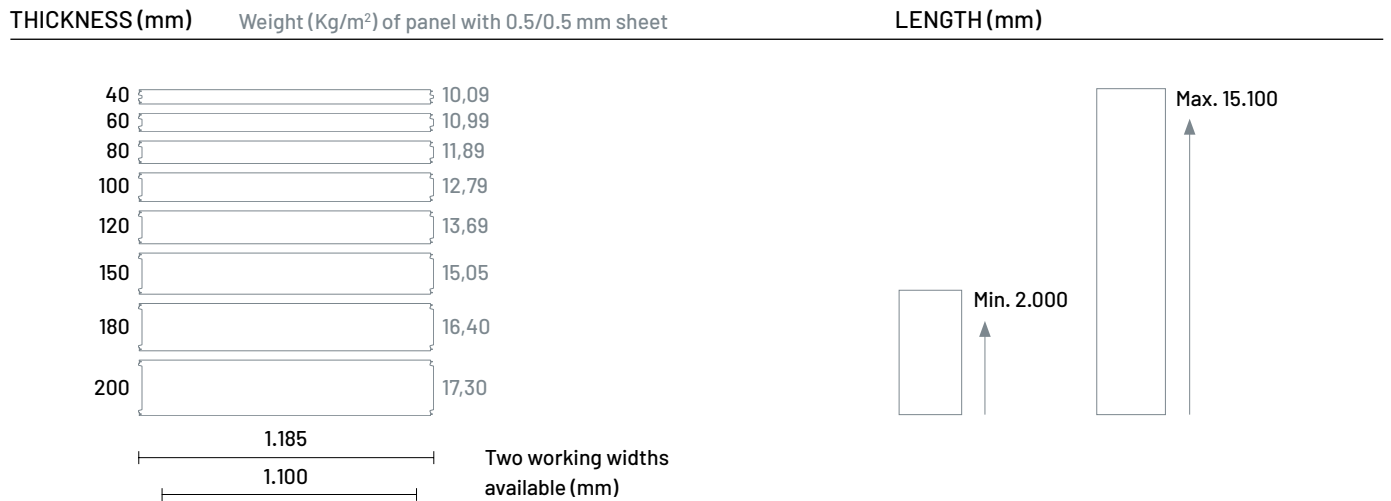 THICKNESS (mm) Weight (Kg/m²) of panel with 0.5/0.5 mm sheet
40 10,09
60 10,99
80 11,89
100 12,79
120 13,69
150 15,05
180 16,40
200 17,30
1.185
1.100
Two working widths
available (mm)
LENGTH (mm)
Max. 15.100
Min. 2.000